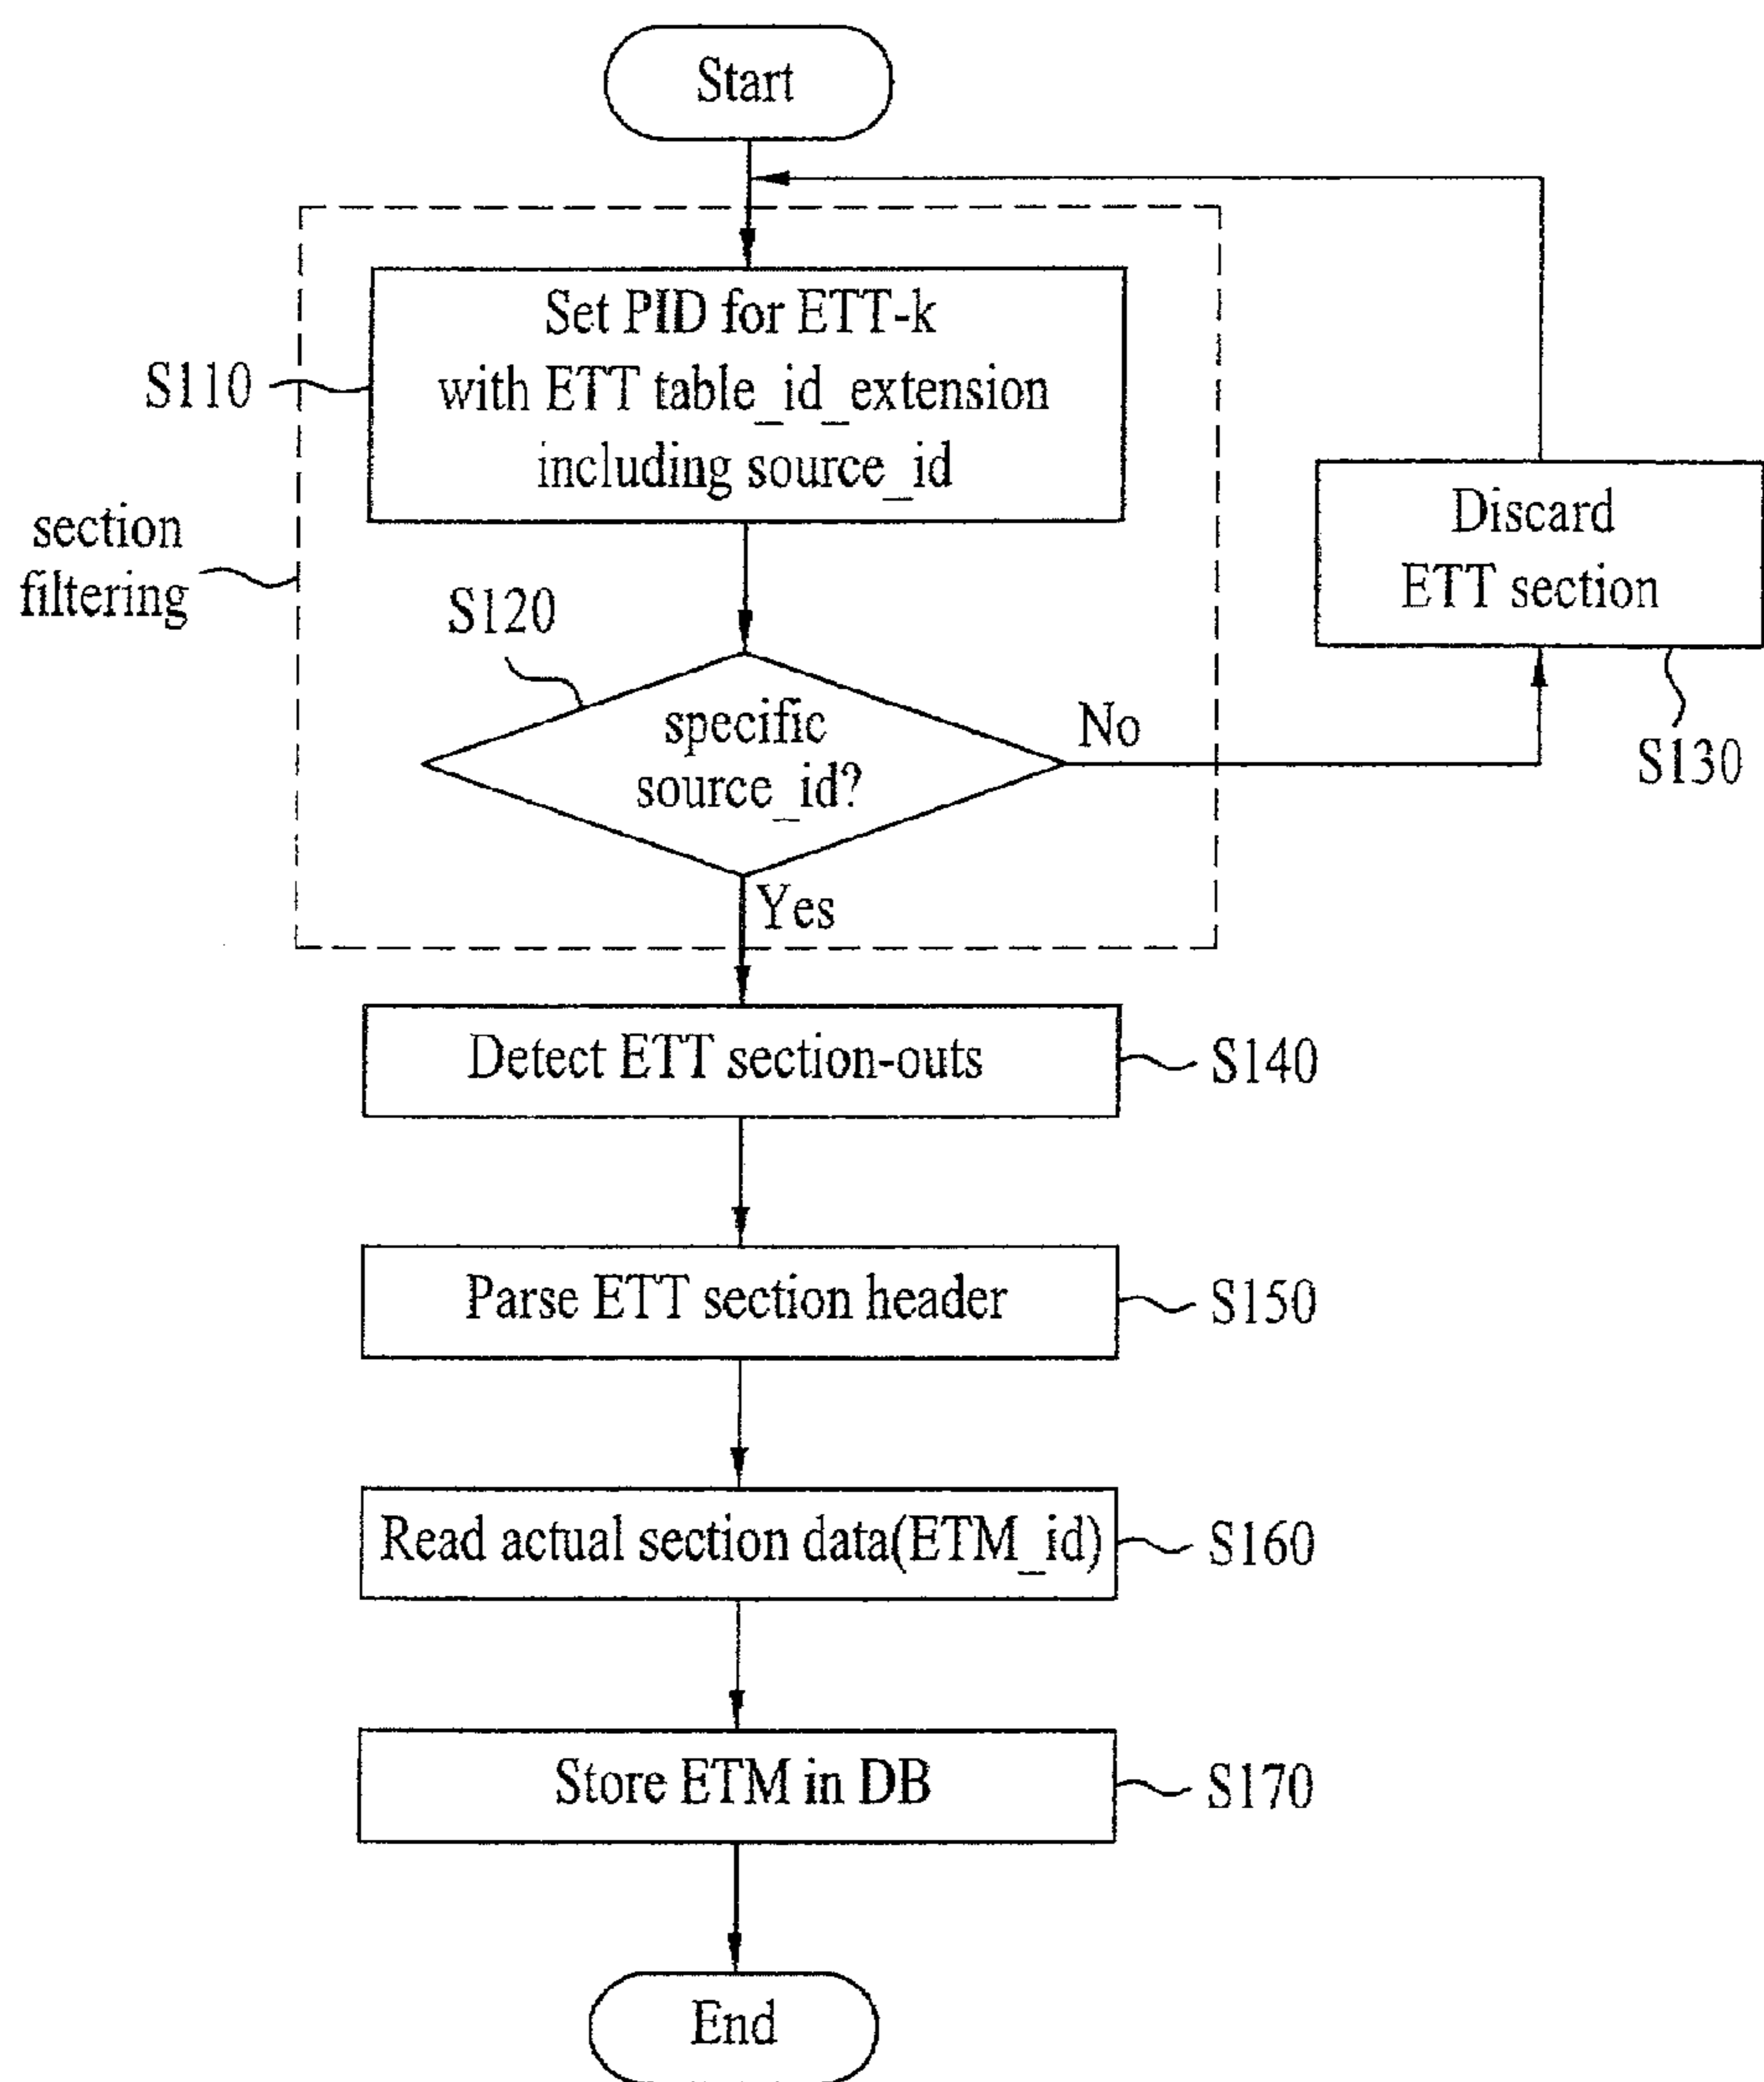 Start
Set PID for ETT-k
with ETT table_id_extension
including source_id
S110
section
filtering
Discard
ETT section
S130
S120
specific
source_id?
No
Yes
Detect ETT section-outs
S140
Parse ETT section header
S150
Read actual section data(ETM_id)
S160
Store ETM in DB
S170
End